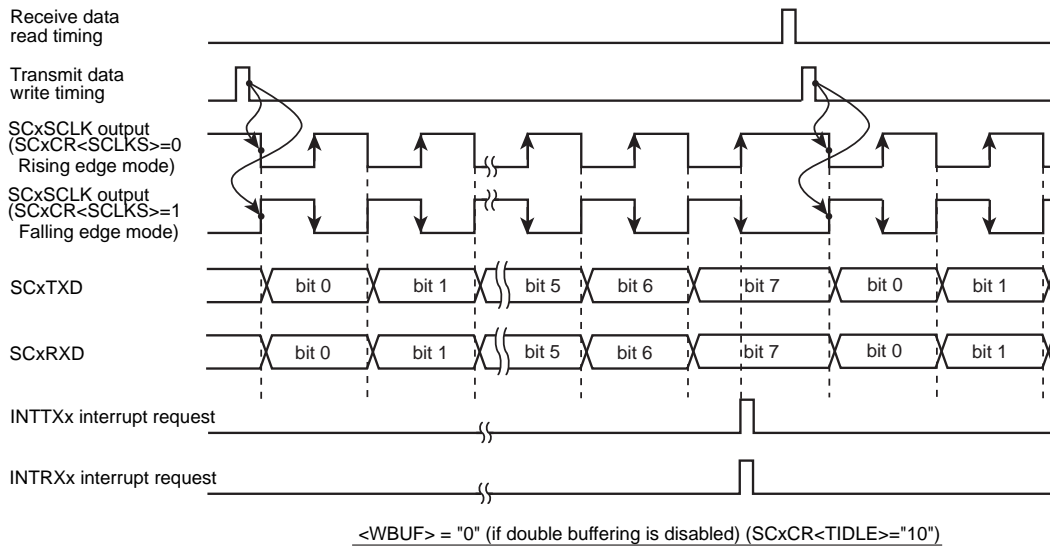 Receive data
read timing
Transmit data
write timing
SCxSCLK output
(SCxCR<SCLKS>=0
Rising edge mode)
SCxSCLK output
(SCxCR<SCLKS>=1
Falling edge mode)
SCxTXD
bit 0
bit 1
bit 5
bit 6
bit 7
bit 0
bit 1
SCxRXD
bit 0
bit 1
bit 5
bit 6
bit 7
bit 0
bit 1
INTTXx interrupt request
INTRXx interrupt request
<WBUF> = "0" (if double buffering is disabled) (SCxCR<TIDLE>="10")